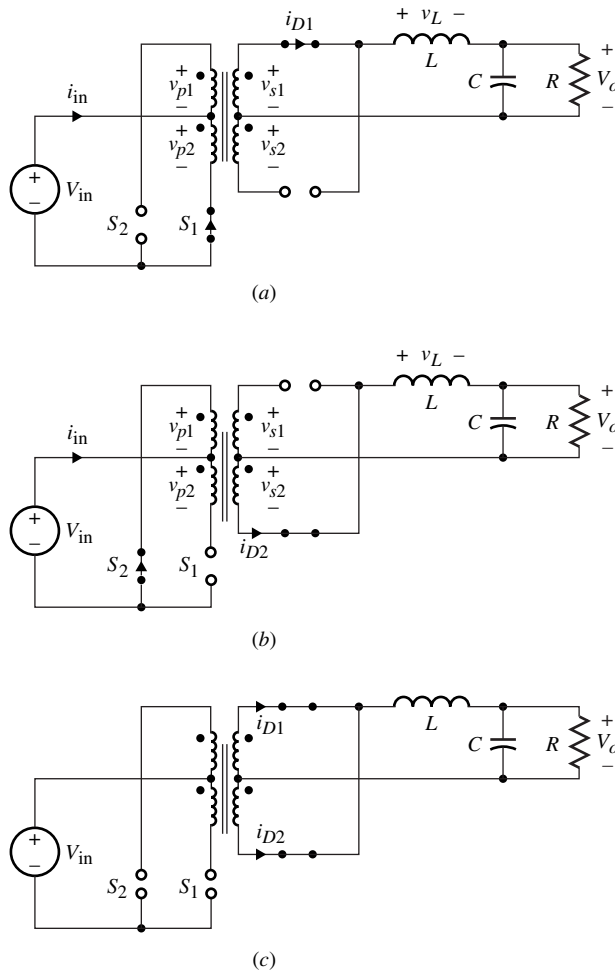 i_D1
+ v_L −
L
+ v_p1 −
+ v_s1 −
i_in
+ v_p2 −
+ v_s2 −
C
R
+ V_o −
+ − V_in
S_2
S_1
(a)
+ v_L −
L
+ v_p1 −
+ v_s1 −
i_in
+ v_p2 −
+ v_s2 −
C
R
+ V_o −
+ − V_in
i_D2
S_2
S_1
(b)
i_D1
L
C
R
+ V_o −
+ − V_in
i_D2
S_2
S_1
(c)